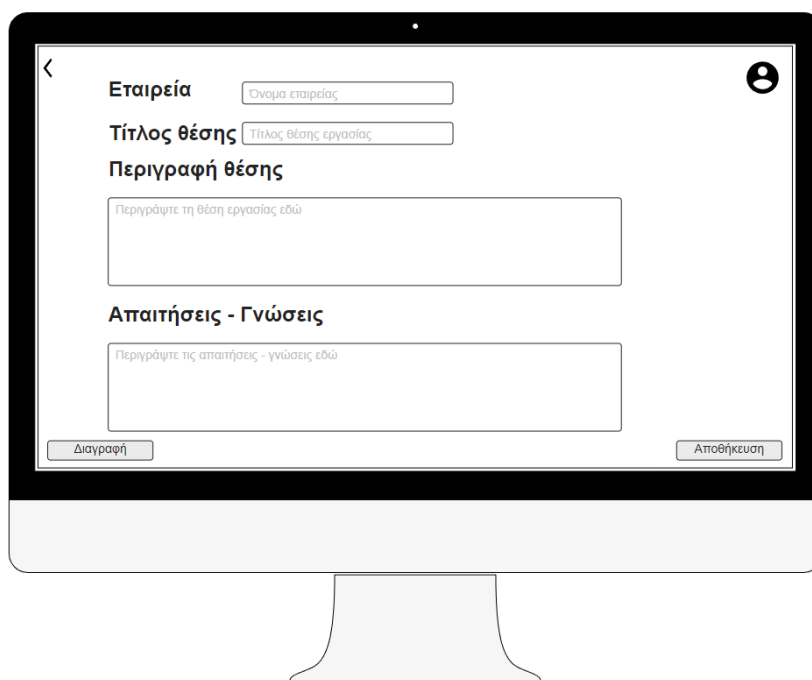 Εταιρεία
Όνομα εταιρείας
Τίτλος θέσης
Τίτλος θέσης εργασίας
Περιγραφή θέσης
Περιγράψτε τη θέση εργασίας εδώ
Απαιτήσεις - Γνώσεις
Περιγράψτε τις απαιτήσεις - γνώσεις εδώ
Διαγραφή
Αποθήκευση